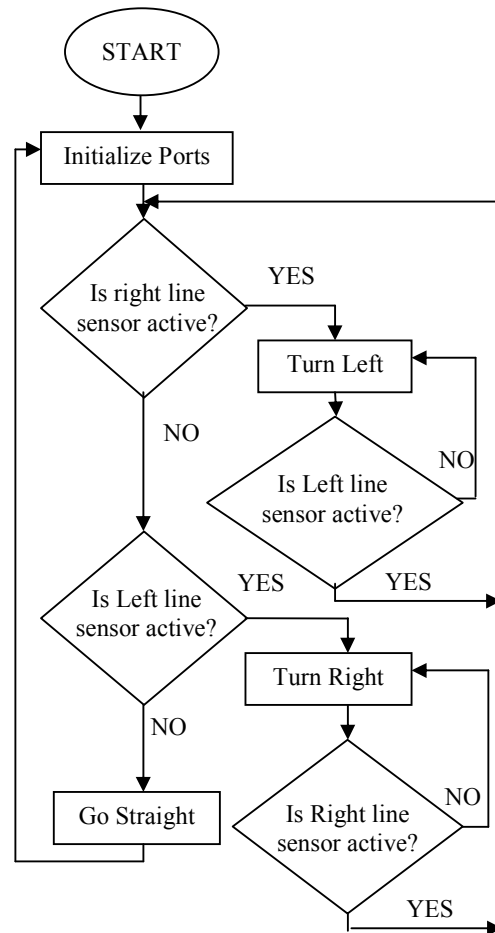 START
Initialize Ports
YES
Is right line
sensor active?
Turn Left
NO
NO
Is Left line
sensor active?
YES
YES
Is Left line
sensor active?
Turn Right
NO
NO
Go Straight
Is Right line
sensor active?
YES